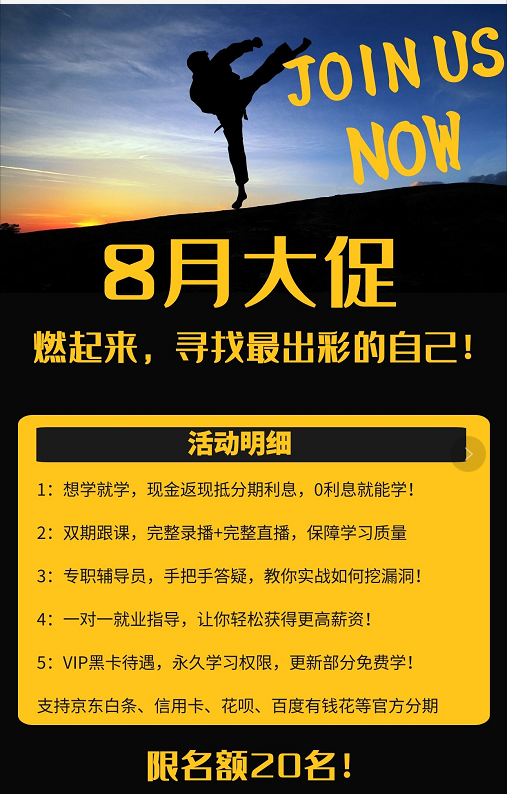 JOIN US
NOW
8月大促
燃起来，寻找最出彩的自己！
活动明细
1：想学就学，现金返现抵分期利息，0利息就能学！
2：双期跟课，完整录播+完整直播，保障学习质量
3：专职辅导员，手把手答疑，教你实战如何挖漏洞！
4：一对一就业指导，让你轻松获得更高薪资！
5：VIP黑卡待遇，永久学习权限，更新部分免费学！
支持京东白条、信用卡、花呗、百度有钱花等官方分期
限名额20名！